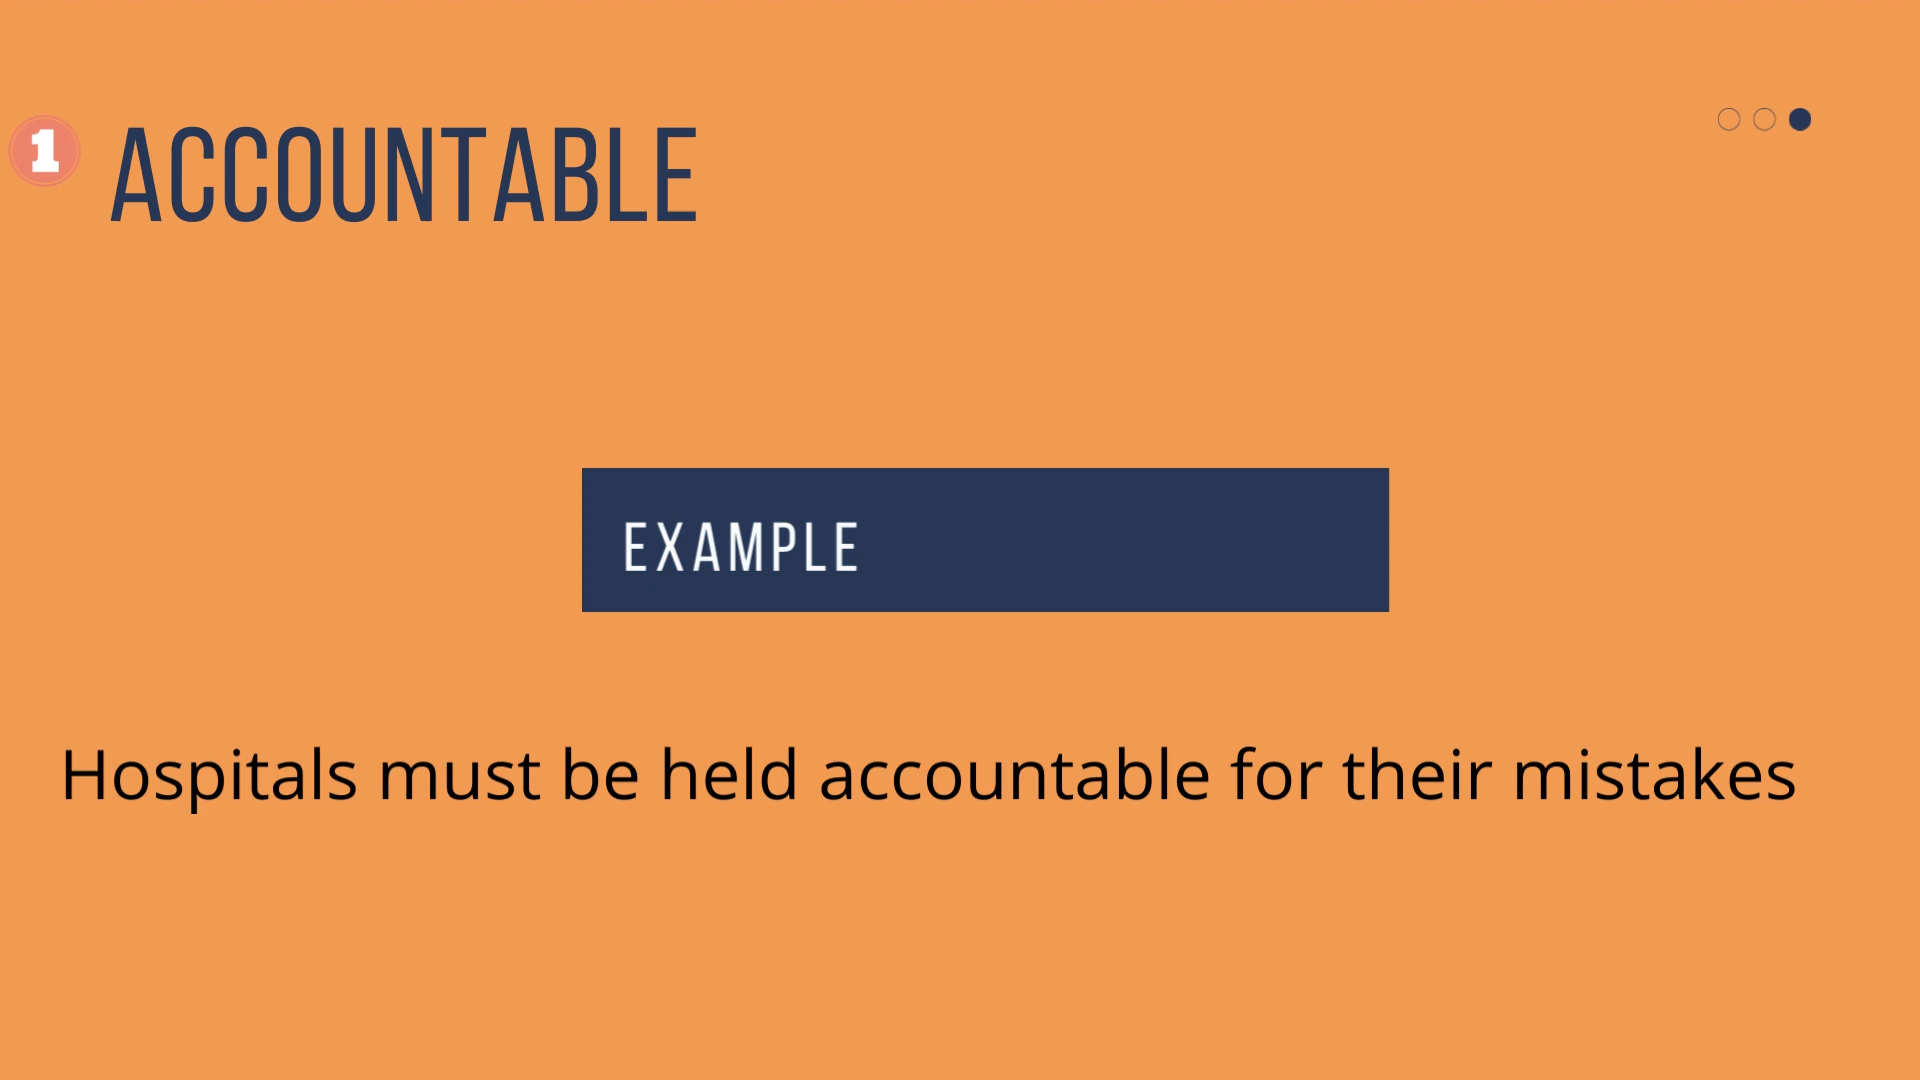 1 ACCOUNTABLE
EXAMPLE
Hospitals must be held accountable for their mistakes